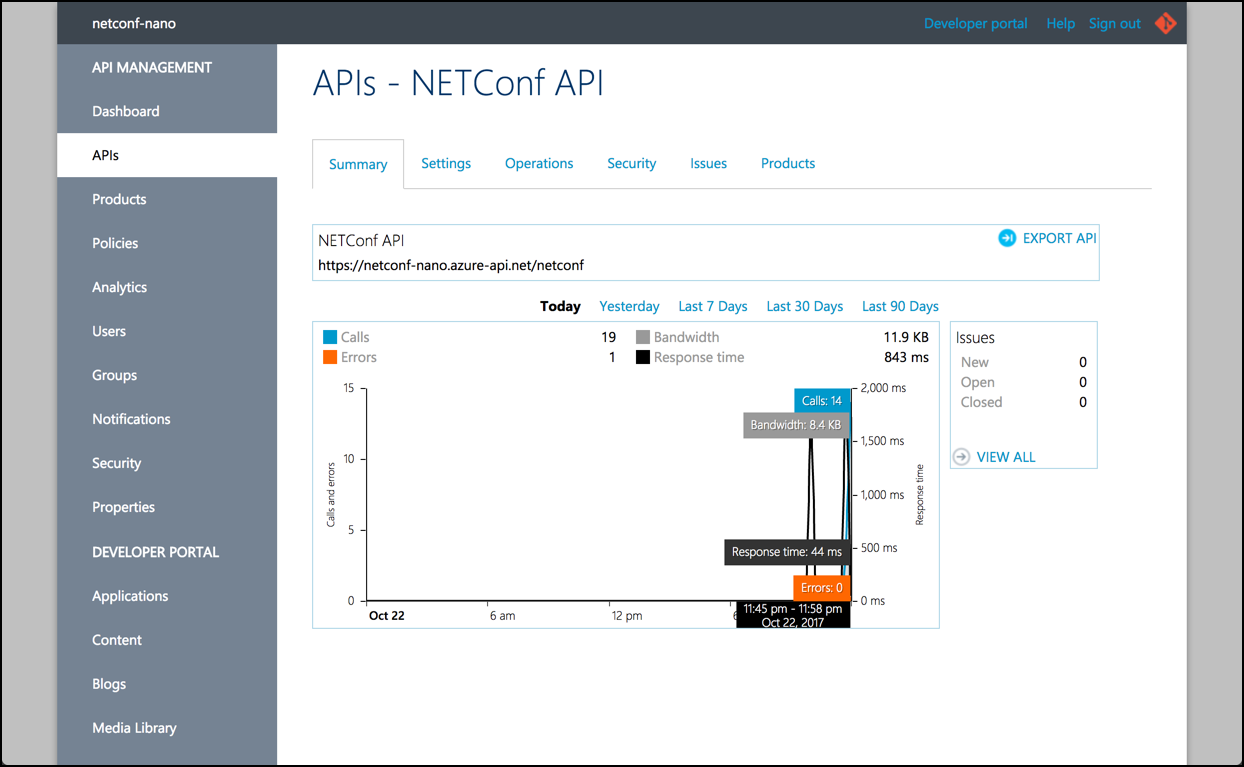 netconf-nano
Developer portal Help Sign out
API MANAGEMENT
Dashboard
APIs
Products
Policies
Analytics
Users
Groups
Notifications
Security
Properties
DEVELOPER PORTAL
Applications
Content
Blogs
Media Library
APIs - NETConf API
Summary Settings Operations Security Issues Products
NETConf API
EXPORT API
https://netconf-nano.azure-api.net/netconf
Today Yesterday Last 7 Days Last 30 Days Last 90 Days
Calls 19 Bandwidth 11.9 KB
Errors 1 Response time 843 ms
15
10
5
0
Calls and errors
2,000 ms
1,500 ms
1,000 ms
500 ms
0 ms
Response time
Calls: 14
Bandwidth: 8.4 KB
Response time: 44 ms
Errors: 0
Oct 22 6 am 12 pm
11:45 pm - 11:58 pm
Oct 22, 2017
Issues
New 0
Open 0
Closed 0
VIEW ALL